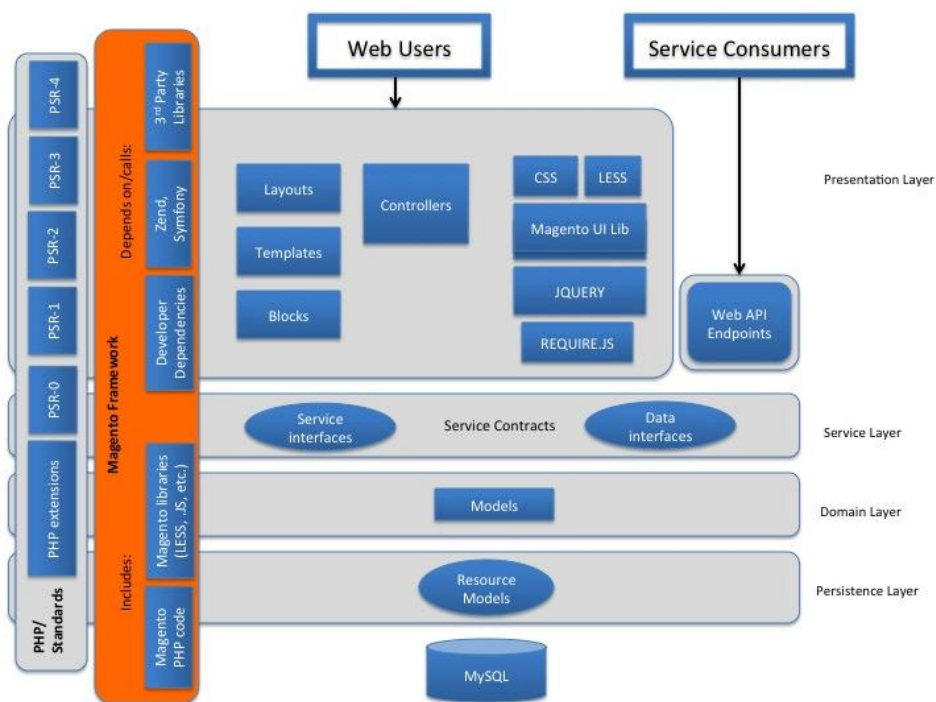 Web Users
Service Consumers
PSR-4
PSR-3
PSR-2
PSR-1
PSR-0
PHP extensions
PHP/
Standards
Magento Framework
Depends on/calls:
3rd Party
Libraries
Zend,
Symfony
Developer
Dependencies
Includes:
Magento libraries
(LESS, .JS, etc.)
Magento
PHP code
Layouts
Templates
Blocks
Controllers
CSS
LESS
Magento UI Lib
JQUERY
REQUIRE.JS
Web API
Endpoints
Presentation Layer
Service
interfaces
Service Contracts
Data
interfaces
Service Layer
Models
Domain Layer
Resource
Models
Persistence Layer
MySQL